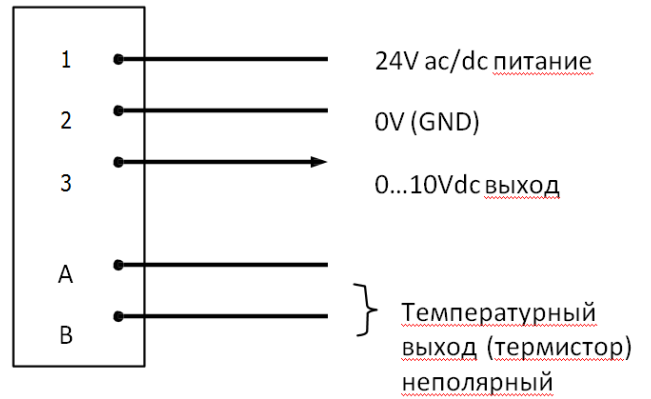 1 24V ac/dc питание
2 0V (GND)
3 0...10Vdc выход
A
B
Температурный
выход (термистор)
неполярный